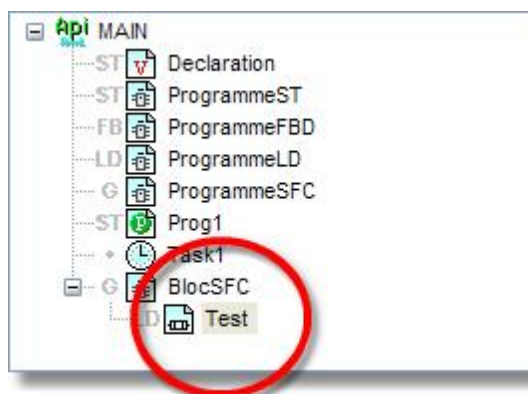 Api MAIN
ST Declaration
ST ProgrammeST
FB ProgrammeFBD
LD ProgrammeLD
G ProgrammeSFC
ST Prog1
Task1
G BlocSFC
LD Test